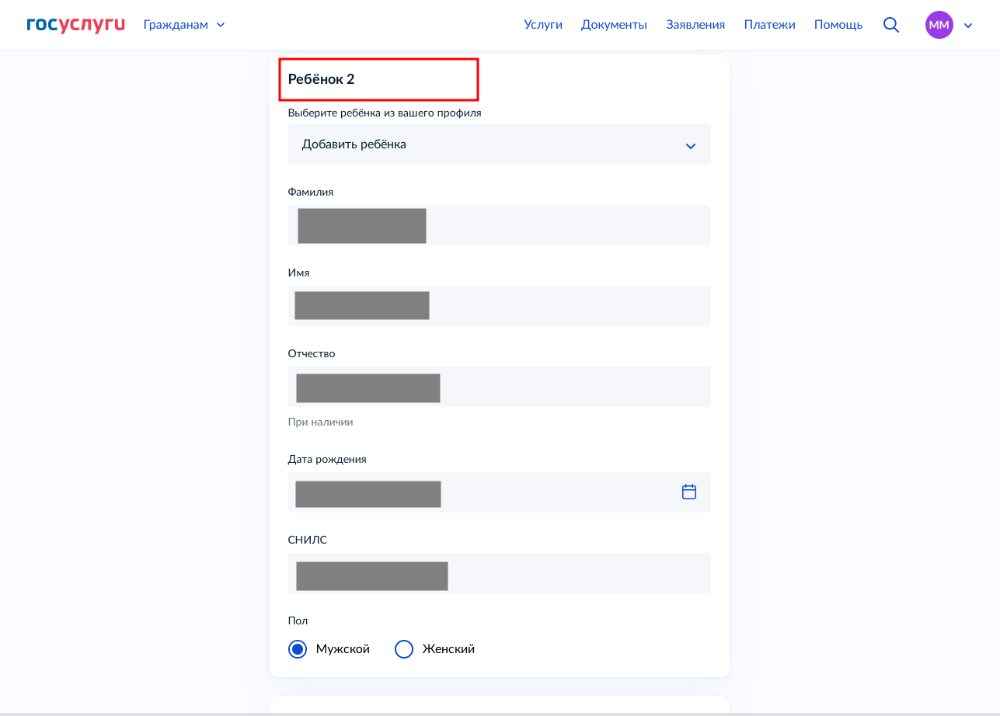 госуслуги Гражданам Услуги Документы Заявления Платежи Помощь ММ
Ребёнок 2
Выберите ребёнка из вашего профиля
Добавить ребёнка
Фамилия
Имя
Отчество
При наличии
Дата рождения
СНИЛС
Пол
Мужской Женский